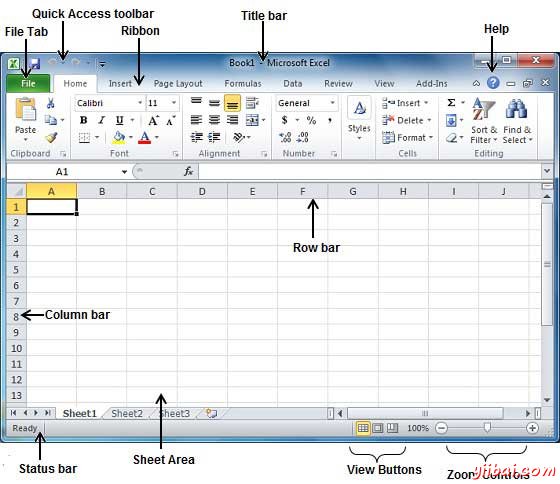 Quick Access toolbar
Title bar
File Tab
Ribbon
Help
Book1 - Microsoft Excel
File Home Insert Page Layout Formulas Data Review View Add-Ins
Calibri 11 General Insert Σ
Paste Styles Delete Sort & Find &
Format Filter Select
Clipboard Font Alignment Number Cells Editing
A1 fx
A B C D E F G H I J
1
2
3
4
5
6
7
8
9
10
11
12
13
Row bar
Column bar
Sheet1 Sheet2 Sheet3
Ready 100%
Status bar
Sheet Area
View Buttons
Zoom Controls
yiibai.com